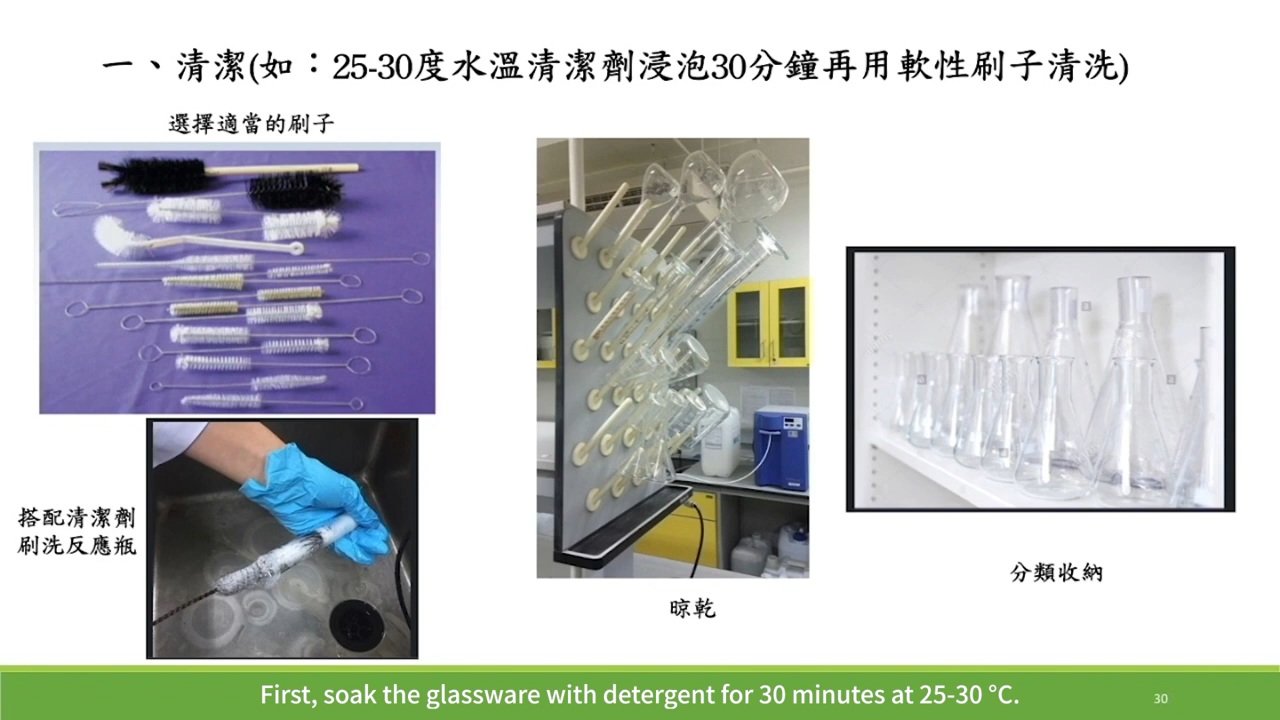 一、清潔(如：25-30度水溫清潔劑浸泡30分鐘再用軟性刷子清洗)
選擇適當的刷子
搭配清潔劑
刷洗反應瓶
晾乾
分類收納
First, soak the glassware with detergent for 30 minutes at 25-30 °C.
30